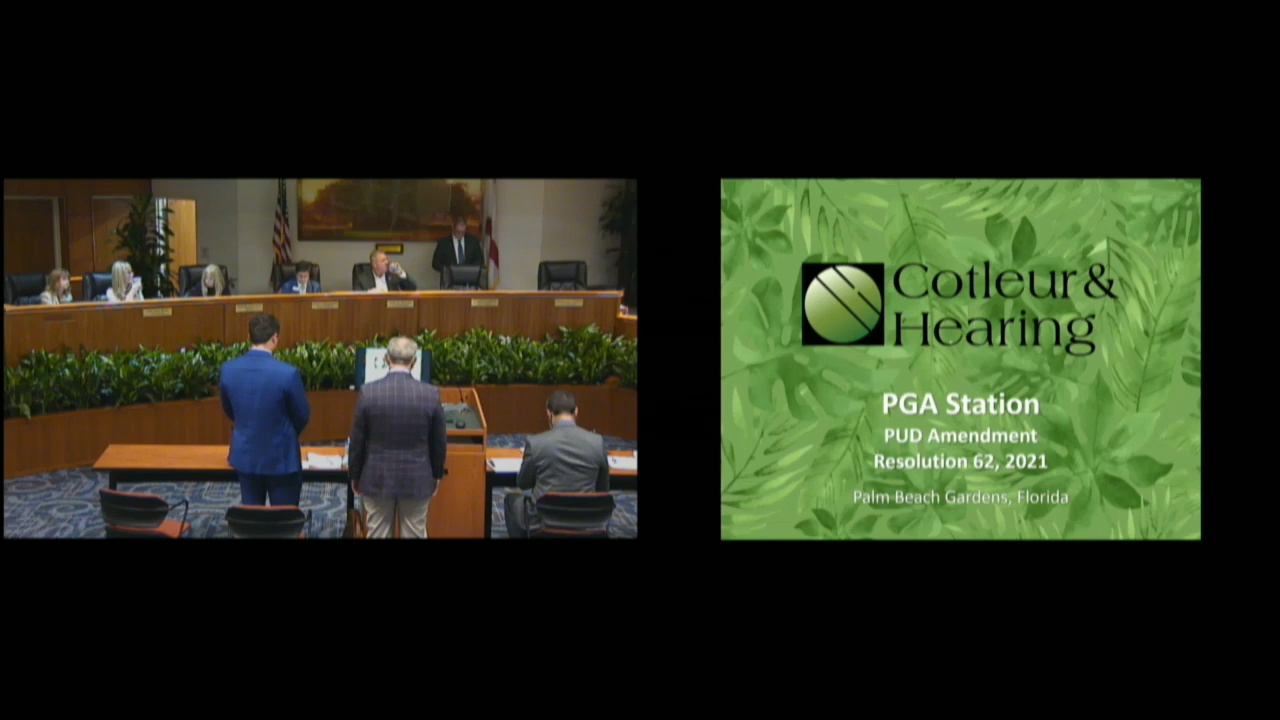 Cotleur &
Hearing
PGA Station
PUD Amendment
Resolution 62, 2021
Palm Beach Gardens, Florida